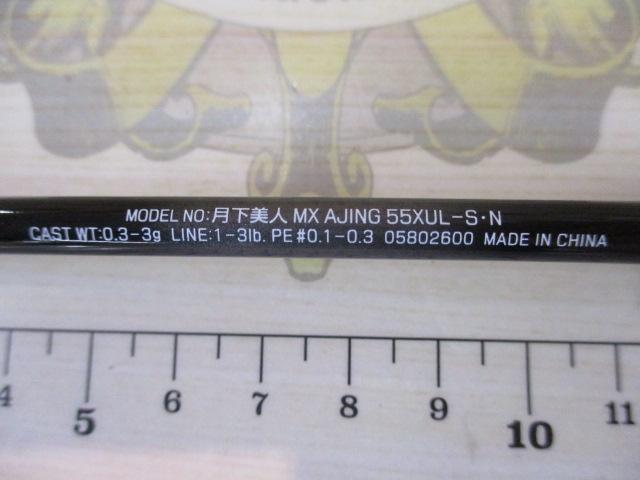 MODEL NO:月下美人 MX AJING 55XUL-S・N
CAST WT:0.3-3g LINE:1-3lb. PE#0.1-0.3 05802600 MADE IN CHINA
4 5 6 7 8 9 10 11